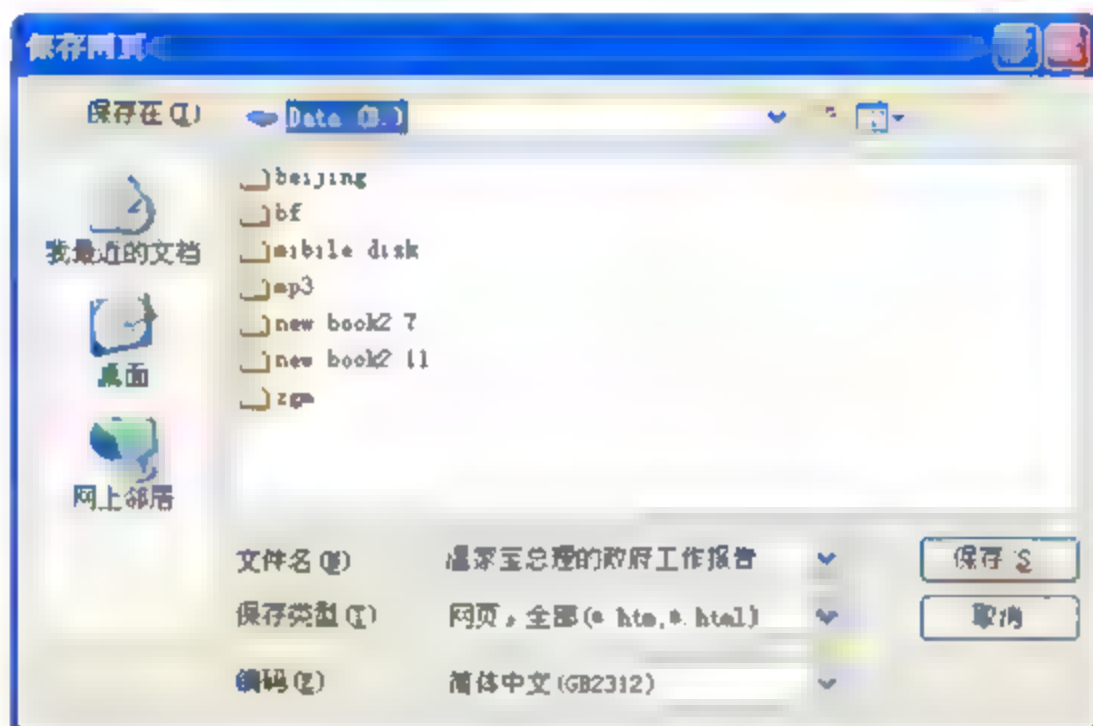 保存网页
保存在(I) Data (D:)
beijing
bf
mibile disk
mp3
new book2 7
new book2 11
zgm
我最近的文档
桌面
网上邻居
文件名(N) 温家宝总理的政府工作报告 保存 S
保存类型(T) 网页，全部(*.htm,*.html) 取消
编码(E) 简体中文(GB2312)